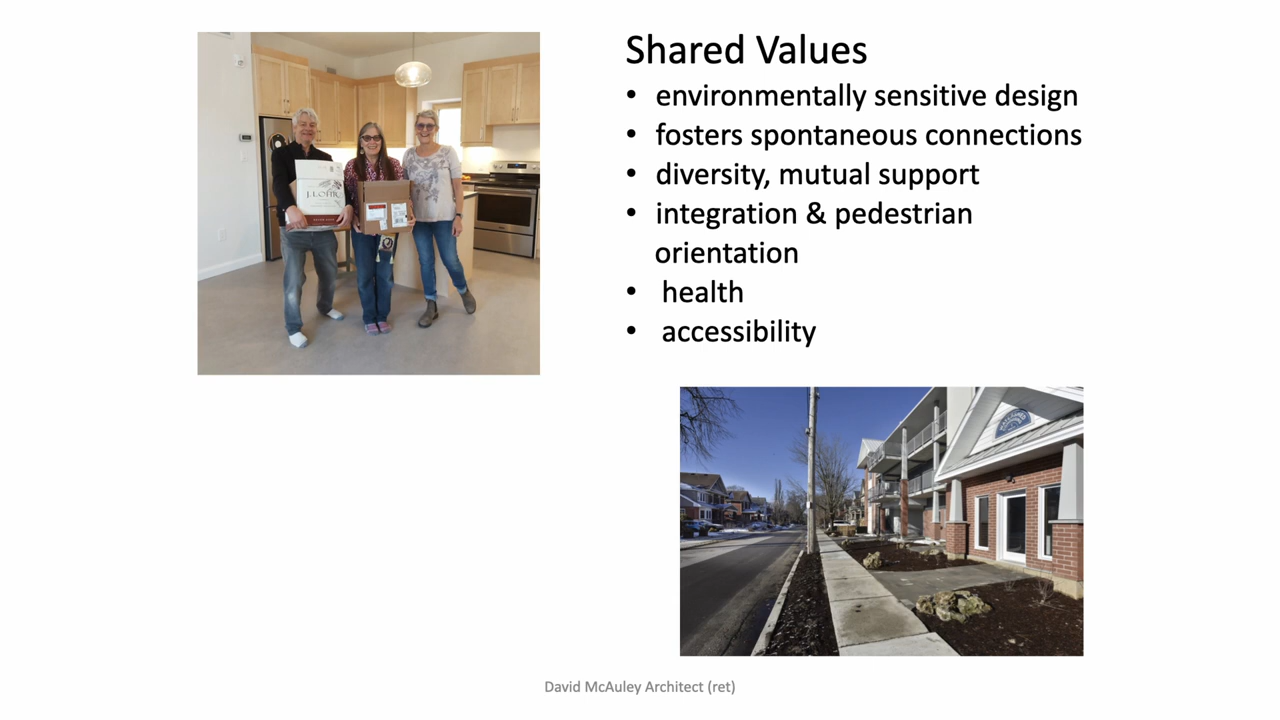 Shared Values
• environmentally sensitive design
• fosters spontaneous connections
• diversity, mutual support
• integration & pedestrian
orientation
• health
• accessibility
J. LOHR
David McAuley Architect (ret)